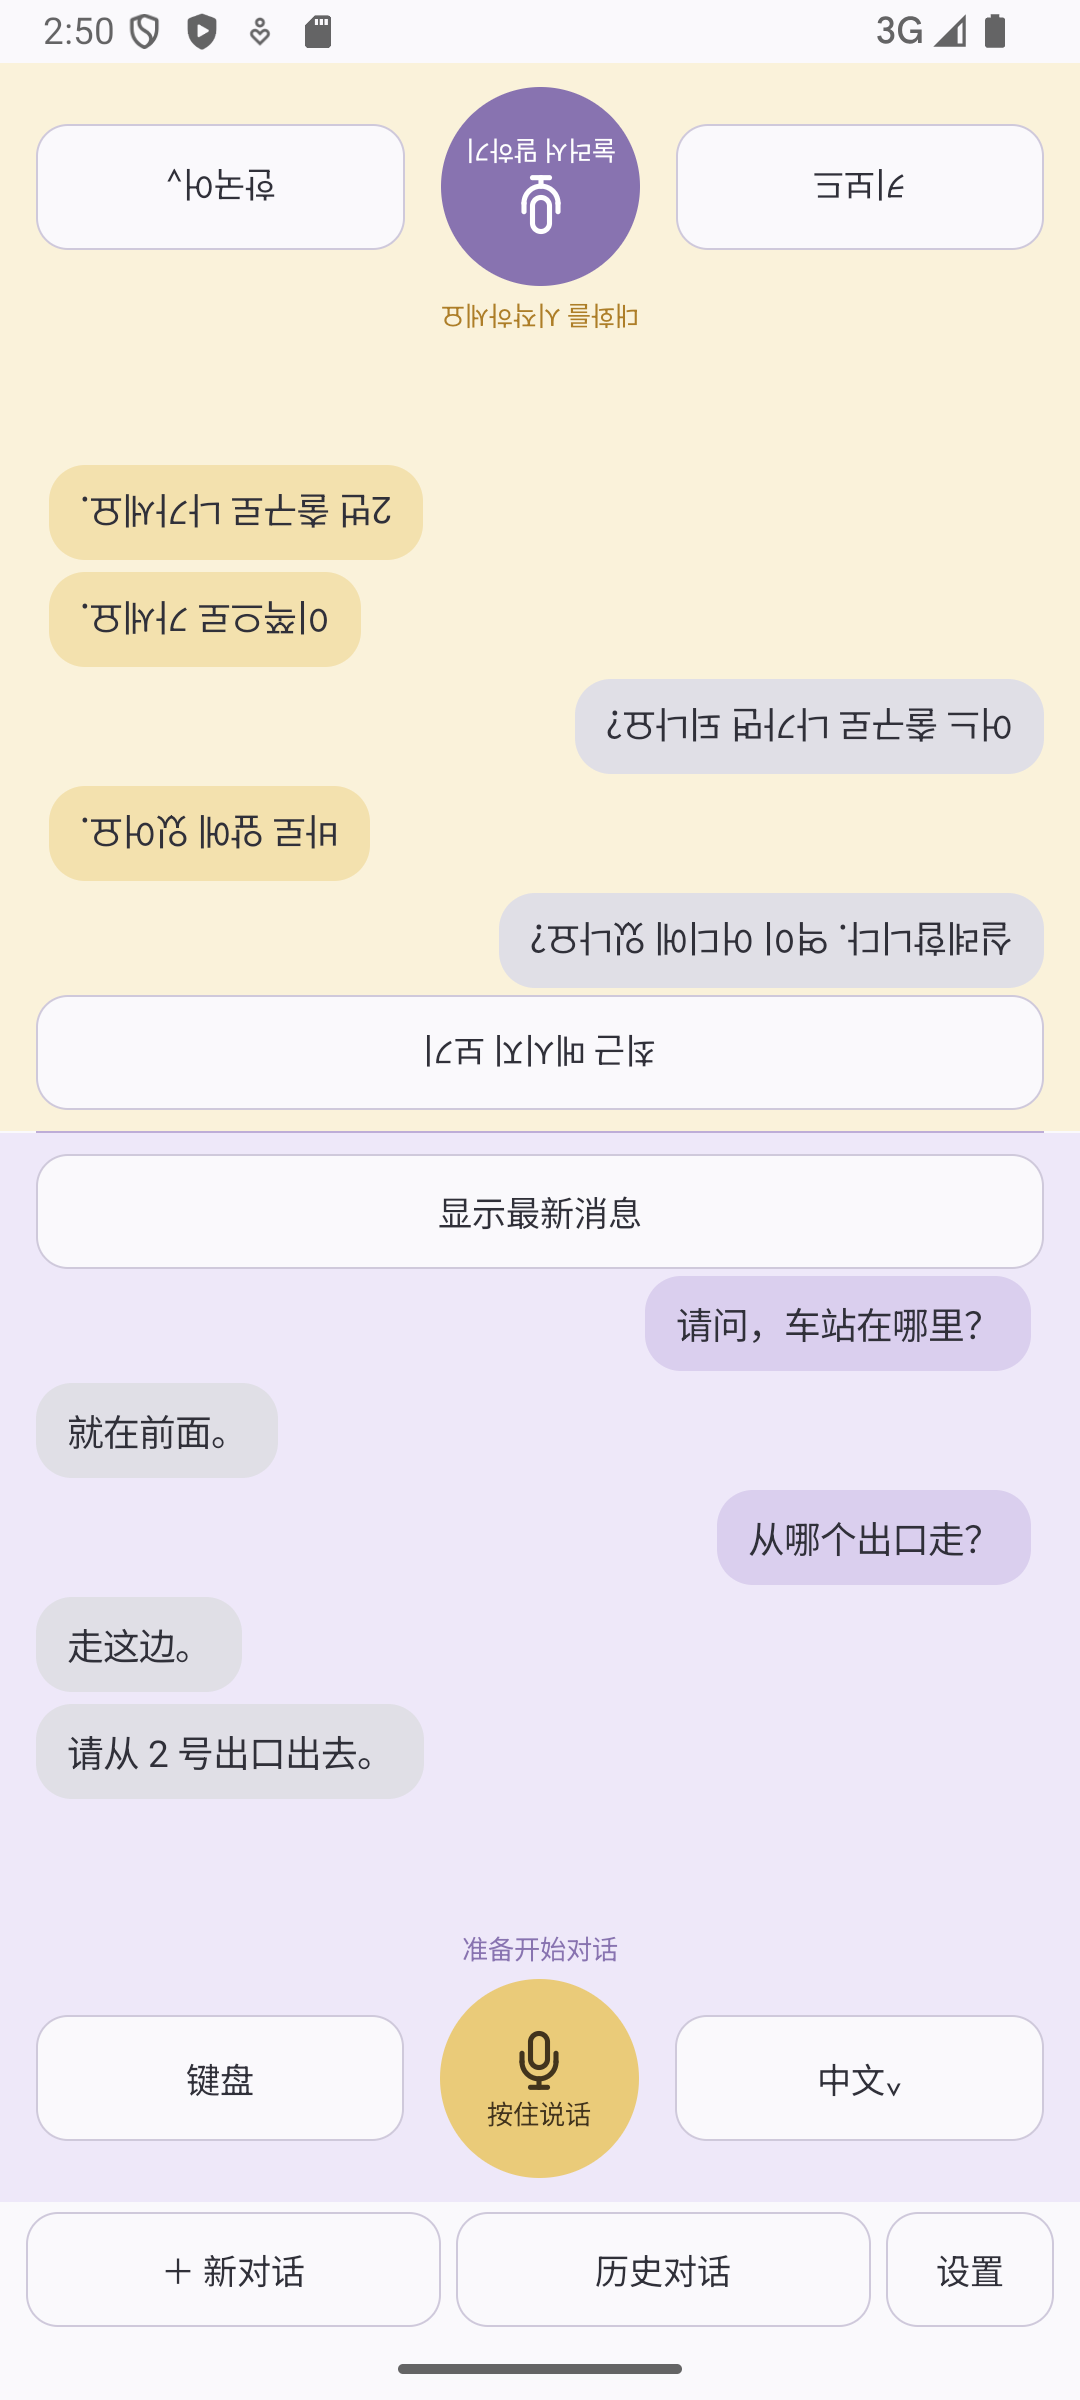 2:50
3G
한국어
눌러서 말하기
키보드
대화를 시작하세요
2번 출구로 나가세요.
이쪽으로 가세요.
어느 출구로 나가면 되나요?
바로 앞에 있어요.
실례합니다. 역이 어디에 있나요?
최근 메시지 보기
显示最新消息
请问，车站在哪里？
就在前面。
从哪个出口走？
走这边。
请从 2 号出口出去。
准备开始对话
键盘
按住说话
中文
＋ 新对话
历史对话
设置